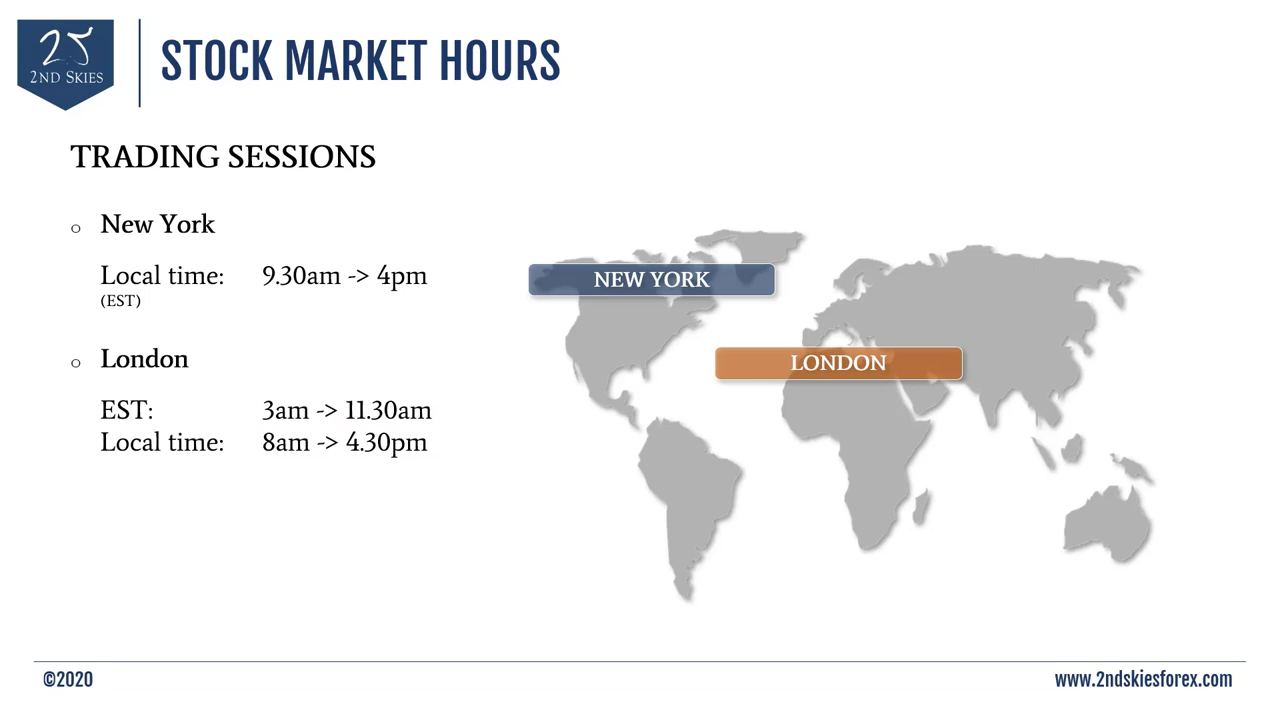 25
2ND SKIES
STOCK MARKET HOURS
TRADING SESSIONS
New York
Local time: 9.30am -> 4pm
(EST)
London
EST: 3am -> 11.30am
Local time: 8am -> 4.30pm
NEW YORK
LONDON
©2020
www.2ndskiesforex.com